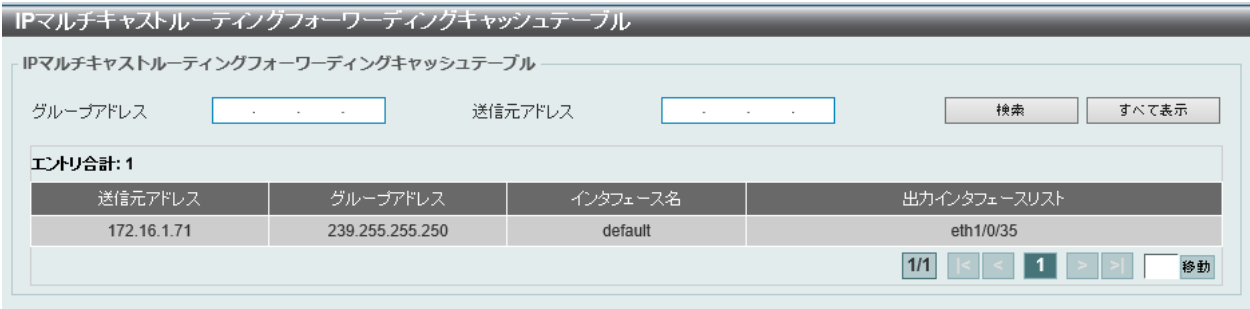 IPマルチキャストルーティングフォワーディングキャッシュテーブル
IPマルチキャストルーティングフォーワーディングキャッシュテーブル
グループアドレス . . . 送信元アドレス . . . 検索 すべて表示
エントリ合計: 1
送信元アドレス グループアドレス インタフェース名 出力インタフェースリスト
172.16.1.71 239.255.255.250 default eth1/0/35
1/1 |< < 1 > >| 移動